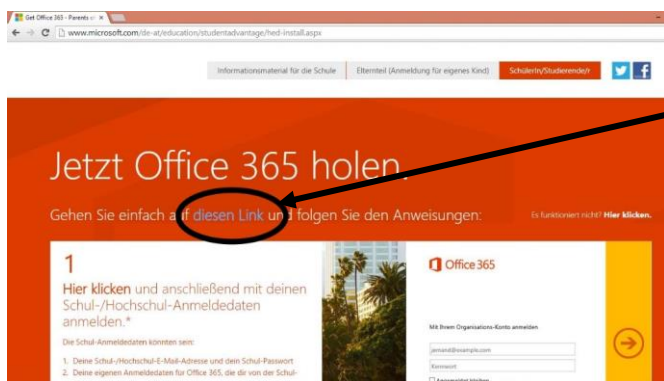 Get Office 365 - Parents
www.microsoft.com/de-at/education/studentadvantage/hed-install.aspx
Informationsmaterial für die Schule Elternteil (Anmeldung für eigenes Kind) SchülerIn/Studierende/r
Jetzt Office 365 holen.
Gehen Sie einfach auf diesen Link und folgen Sie den Anweisungen:
Es funktioniert nicht? Hier klicken.
1
Hier klicken und anschließend mit deinen
Schul-/Hochschul-Anmeldedaten
anmelden.*
Die Schul-Anmeldedaten könnten sein:
1. Deine Schul-/Hochschul-E-Mail-Adresse und dem Schul-Passwort
2. Deine eigenen Anmeldedaten für Office 365, die dir von der Schul-
Office 365
Mit Ihrem Organisations-Konto anmelden
jemand@example.com
Kennwort
Angemeldet bleiben